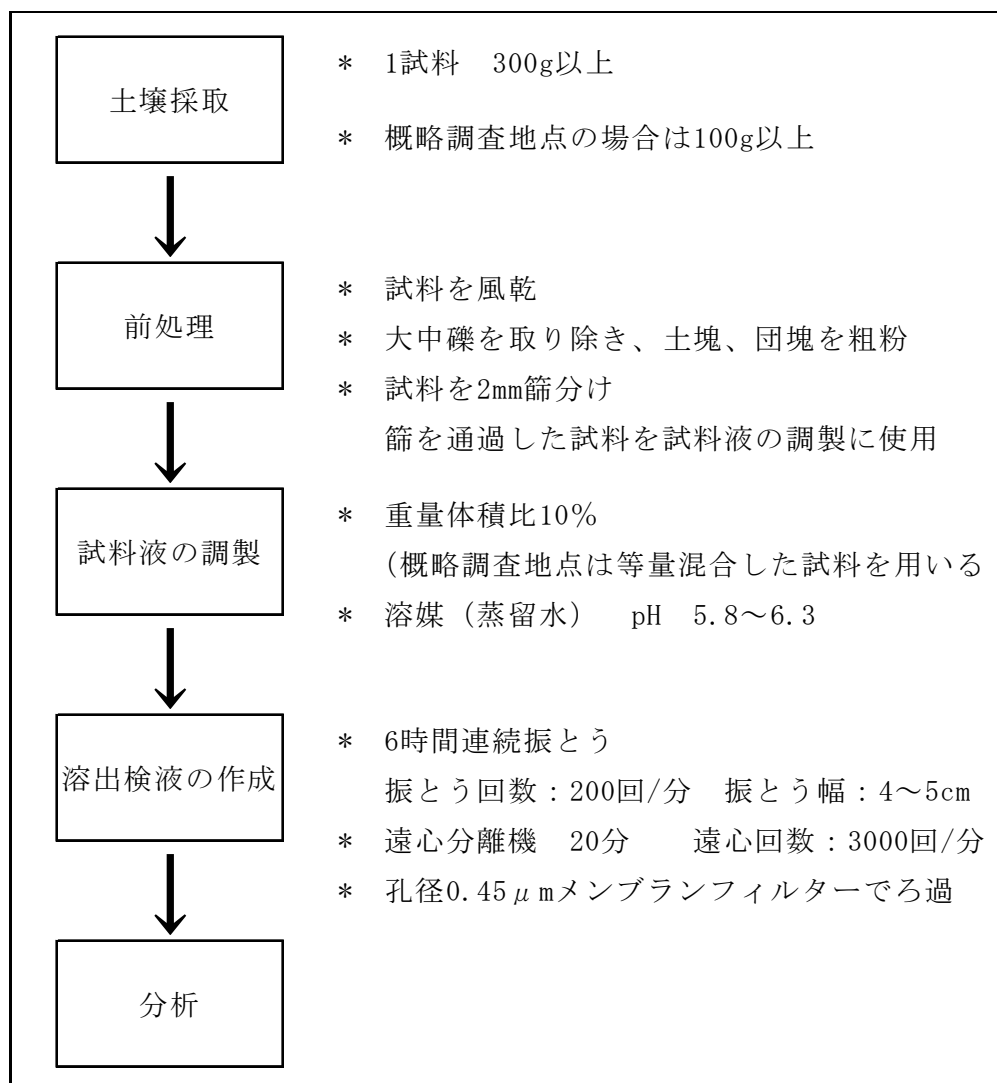 土壌採取
* 1試料 300g以上
* 概略調査地点の場合は100g以上
前処理
* 試料を風乾
* 大中礫を取り除き、土塊、団塊を粗粉
* 試料を2mm篩分け
篩を通過した試料を試料液の調製に使用
試料液の調製
* 重量体積比10％
(概略調査地点は等量混合した試料を用いる
* 溶媒（蒸留水） pH 5.8～6.3
溶出検液の作成
* 6時間連続振とう
振とう回数：200回/分 振とう幅：4～5cm
* 遠心分離機 20分 遠心回数：3000回/分
* 孔径0.45μmメンブランフィルターでろ過
分析